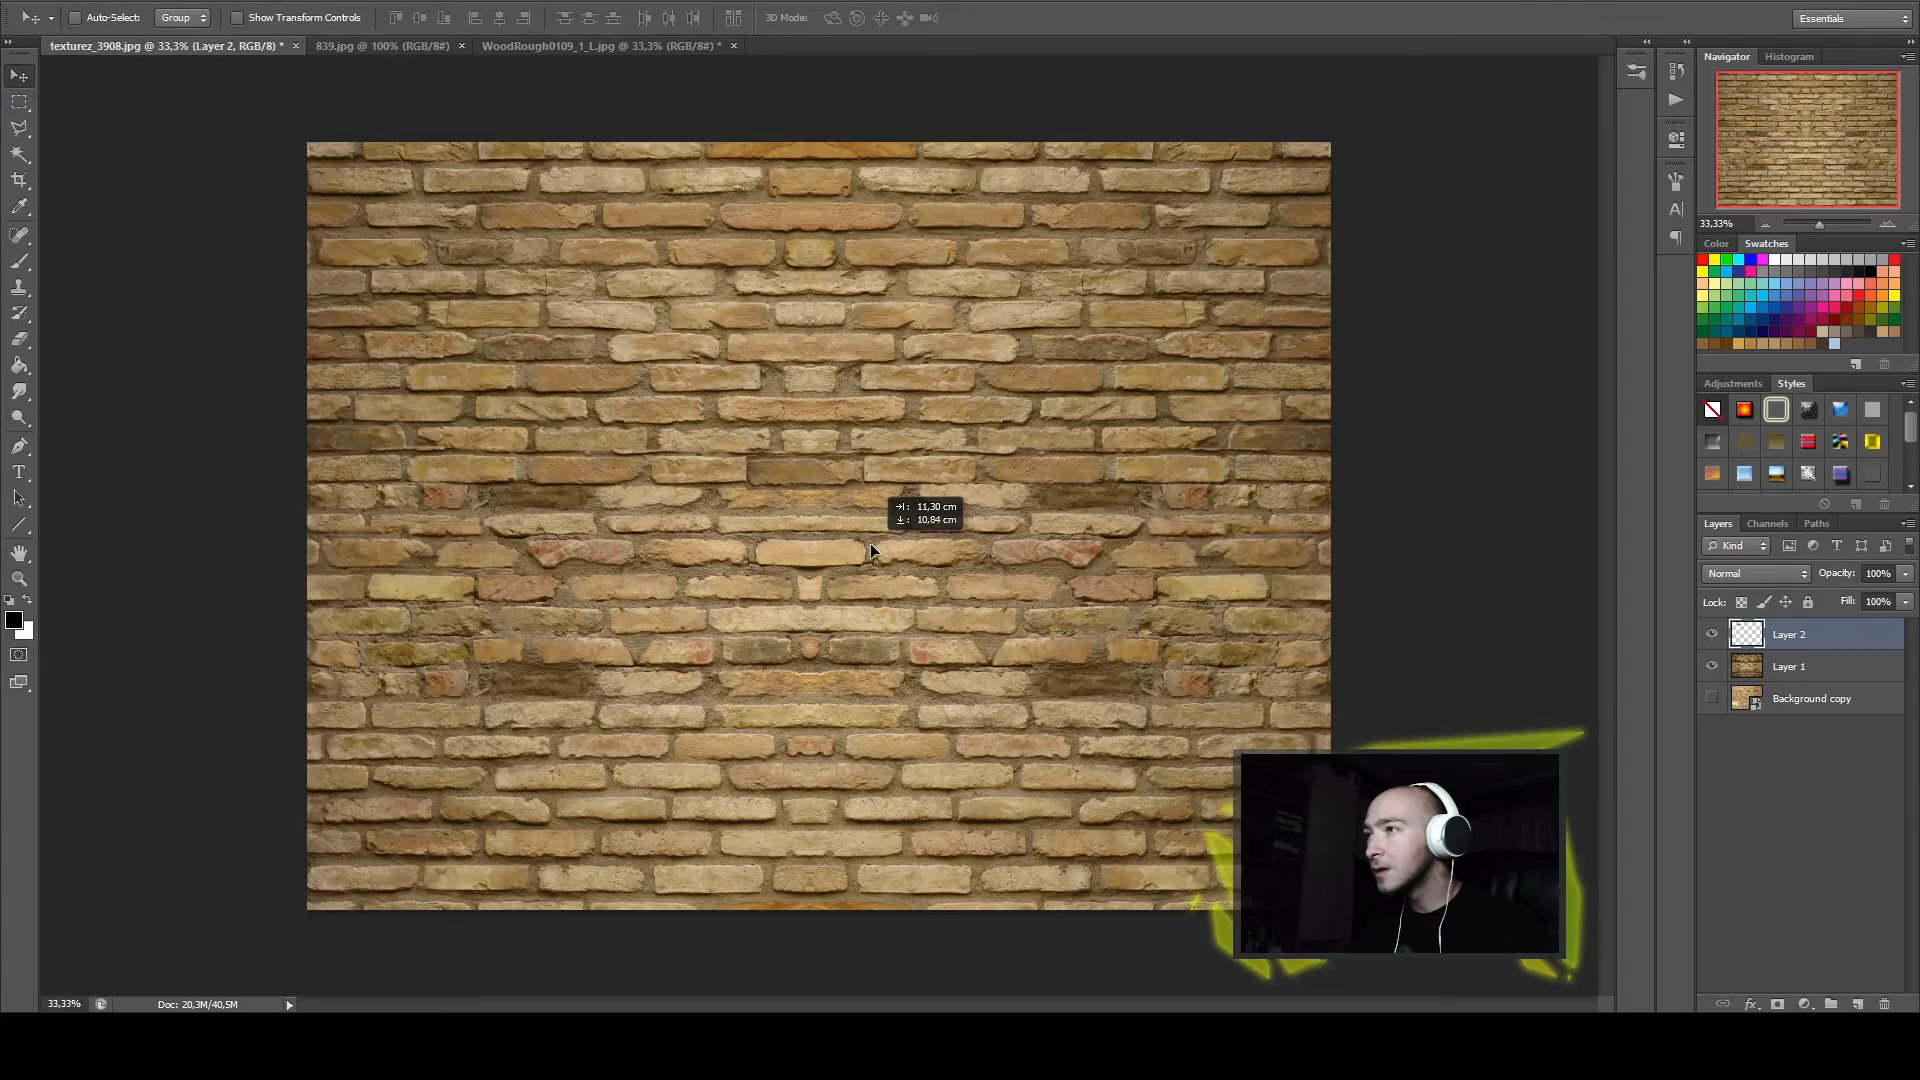 Auto-Select:
Group
Show Transform Controls
3D Mode:
Essentials
texturez_3908.jpg @ 33,3% (Layer 2, RGB/8) *
839.jpg @ 100% (RGB/8#)
WoodRough0109_1_L.jpg @ 33,3% (RGB/8#) *
Navigator
Histogram
33,33%
Color
Swatches
Adjustments
Styles
11,30 cm
10,84 cm
Layers
Channels
Paths
Kind
Normal
Opacity: 100%
Lock:
Fill: 100%
Layer 2
Layer 1
Background copy
33,33%
Doc: 20,3M/40,5M